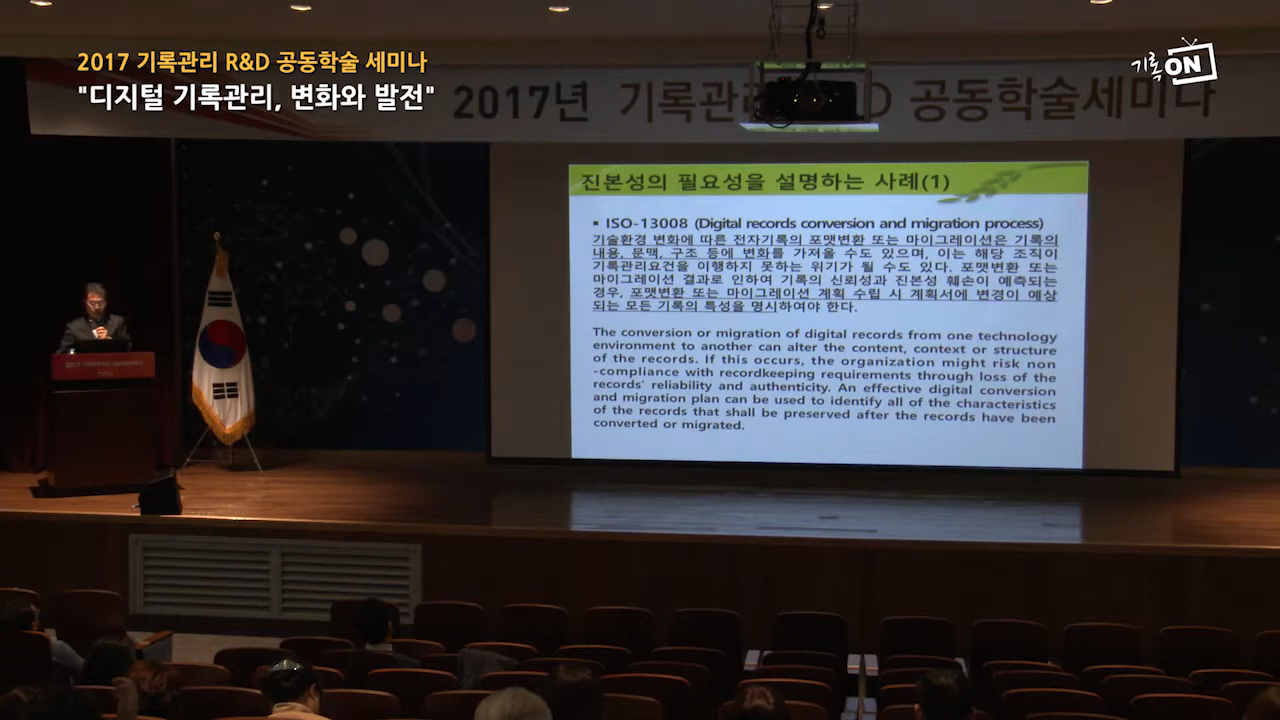 2017 기록관리 R&D 공동학술 세미나
"디지털 기록관리, 변화와 발전"
기록ON
2017년 기록관 D 공동학술세미나
진본성의 필요성을 설명하는 사례(1)
▪ ISO-13008 (Digital records conversion and migration process)
기술환경 변화에 따른 전자기록의 포맷변환 또는 마이그레이션은 기록의
내용, 문맥, 구조 등에 변화를 가져올 수도 있으며, 이는 해당 조직이
기록관리요건을 이행하지 못하는 위기가 될 수도 있다. 포맷변환 또는
마이그레이션 결과로 인하여 기록의 신뢰성과 진본성 훼손이 예측되는
경우, 포맷변환 또는 마이그레이션 계획 수립 시 계획서에 변경이 예상
되는 모든 기록의 특성을 명시하여야 한다.
The conversion or migration of digital records from one technology
environment to another can alter the content, context or structure
of the records. If this occurs, the organization might risk non
-compliance with recordkeeping requirements through loss of the
records' reliability and authenticity. An effective digital conversion
and migration plan can be used to identify all of the characteristics
of the records that shall be preserved after the records have been
converted or migrated.
2017